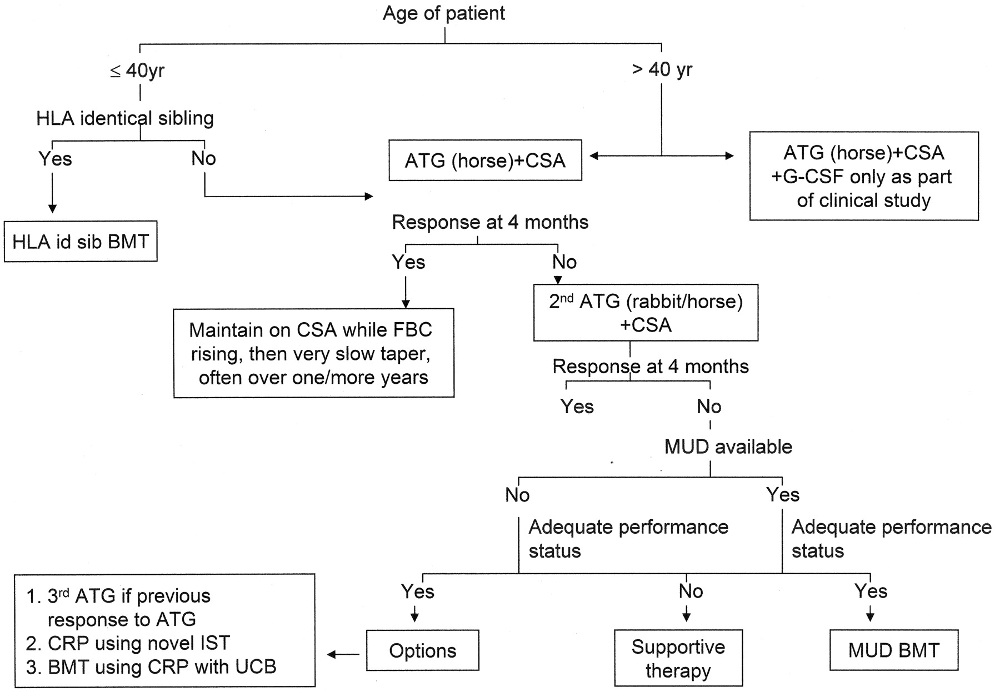 Age of patient
≤ 40yr
> 40 yr
HLA identical sibling
Yes
No
ATG (horse)+CSA
ATG (horse)+CSA
+G-CSF only as part
of clinical study
HLA id sib BMT
Response at 4 months
Yes
No
Maintain on CSA while FBC
rising, then very slow taper,
often over one/more years
2nd ATG (rabbit/horse)
+CSA
Response at 4 months
Yes
No
MUD available
No
Yes
Adequate performance
status
Adequate performance
status
Yes
No
Yes
1. 3rd ATG if previous
response to ATG
2. CRP using novel IST
3. BMT using CRP with UCB
Options
Supportive
therapy
MUD BMT